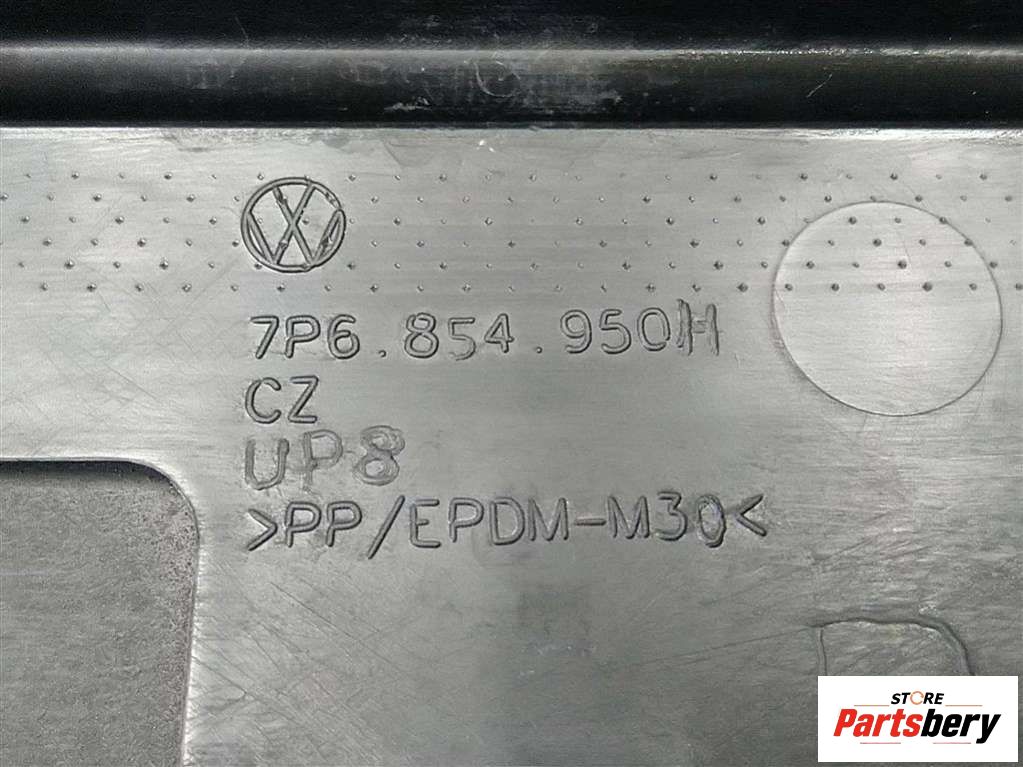 7P6.854.950H
CZ
UP8
>PP/EPDM-M30<
STORE
Partsbery